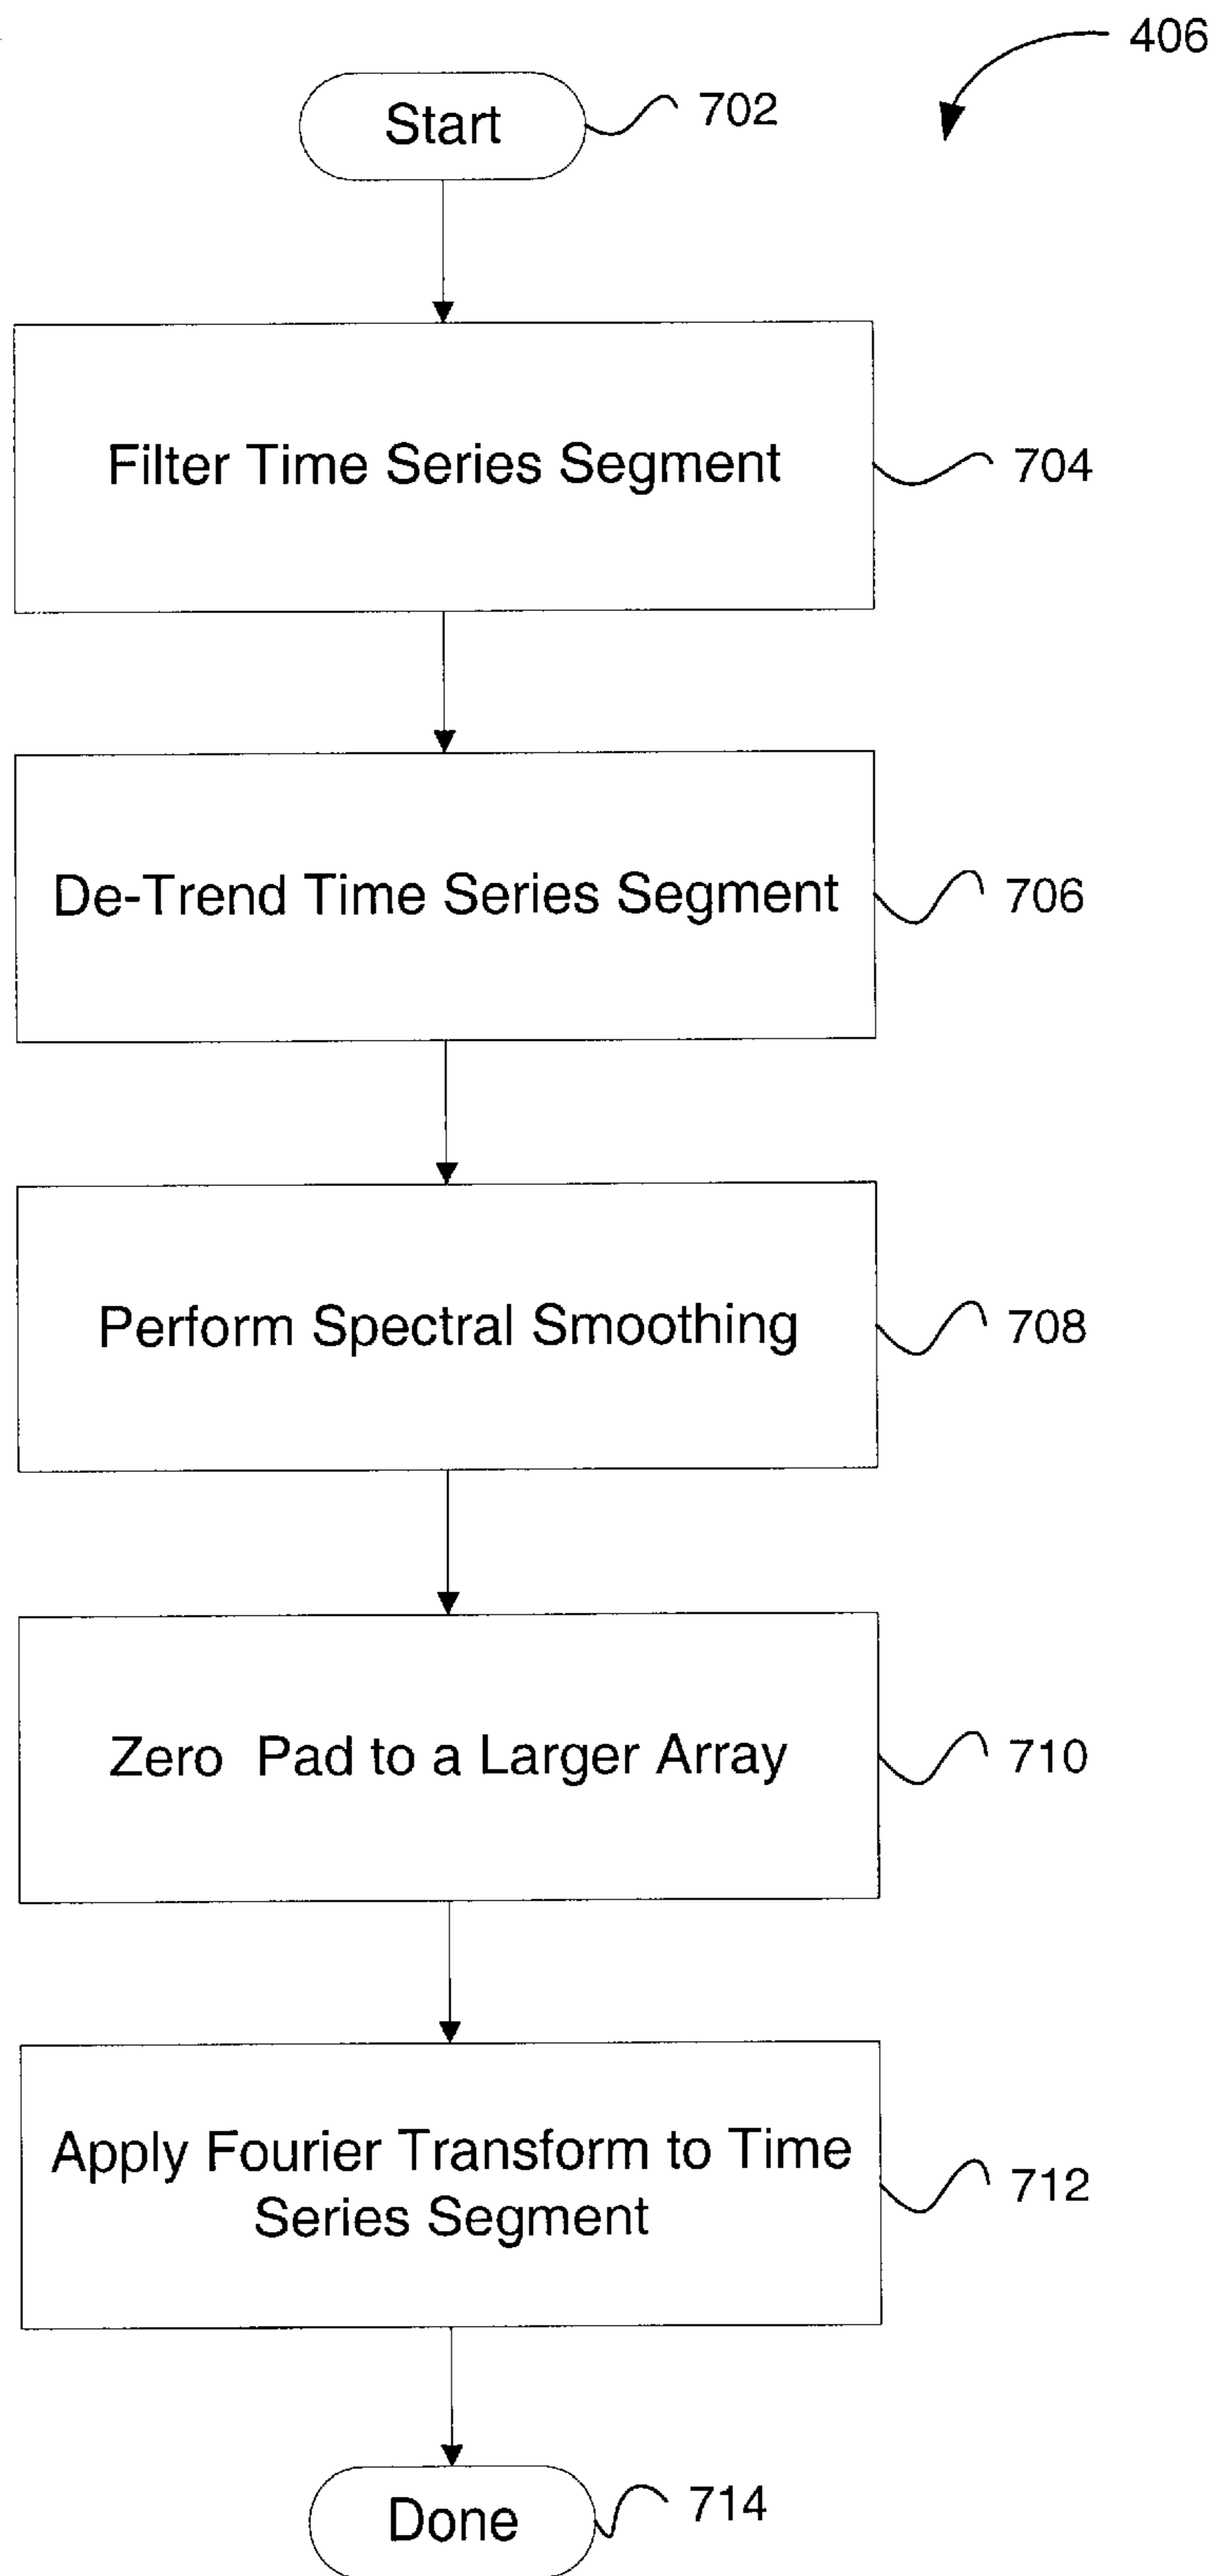 406
Start
702
Filter Time Series Segment
704
De-Trend Time Series Segment
706
Perform Spectral Smoothing
708
Zero Pad to a Larger Array
710
Apply Fourier Transform to Time
Series Segment
712
Done
714